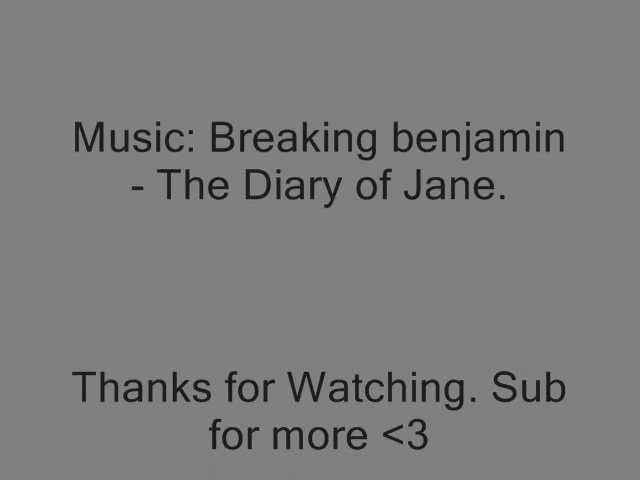 Music: Breaking benjamin
- The Diary of Jane.
Thanks for Watching. Sub
for more <3